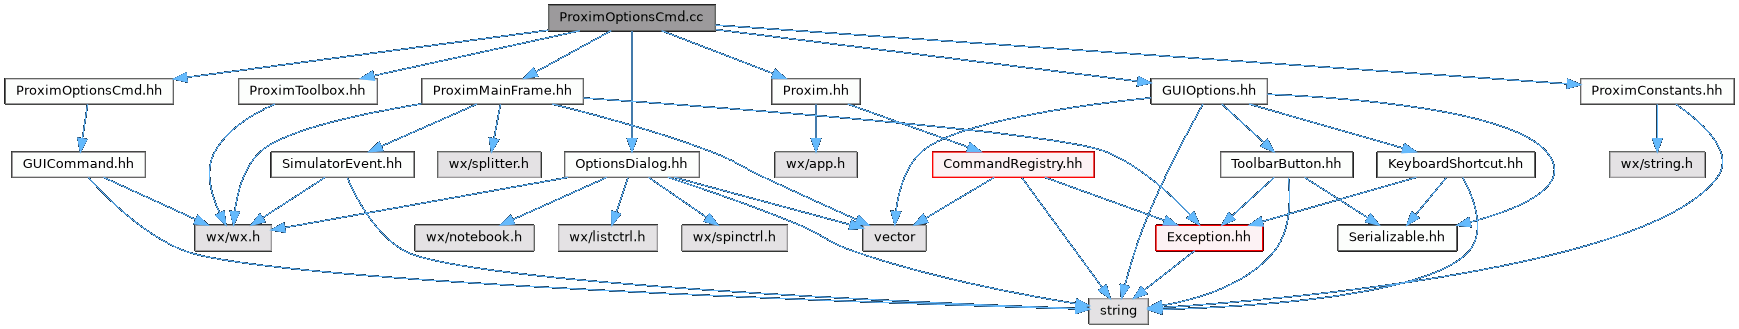 ProximOptionsCmd.cc
ProximOptionsCmd.hh
ProximToolbox.hh
ProximMainFrame.hh
Proxim.hh
GUIOptions.hh
ProximConstants.hh
GUICommand.hh
SimulatorEvent.hh
wx/splitter.h
OptionsDialog.hh
wx/app.h
CommandRegistry.hh
ToolbarButton.hh
KeyboardShortcut.hh
wx/string.h
wx/wx.h
wx/notebook.h
wx/listctrl.h
wx/spinctrl.h
vector
Exception.hh
Serializable.hh
string